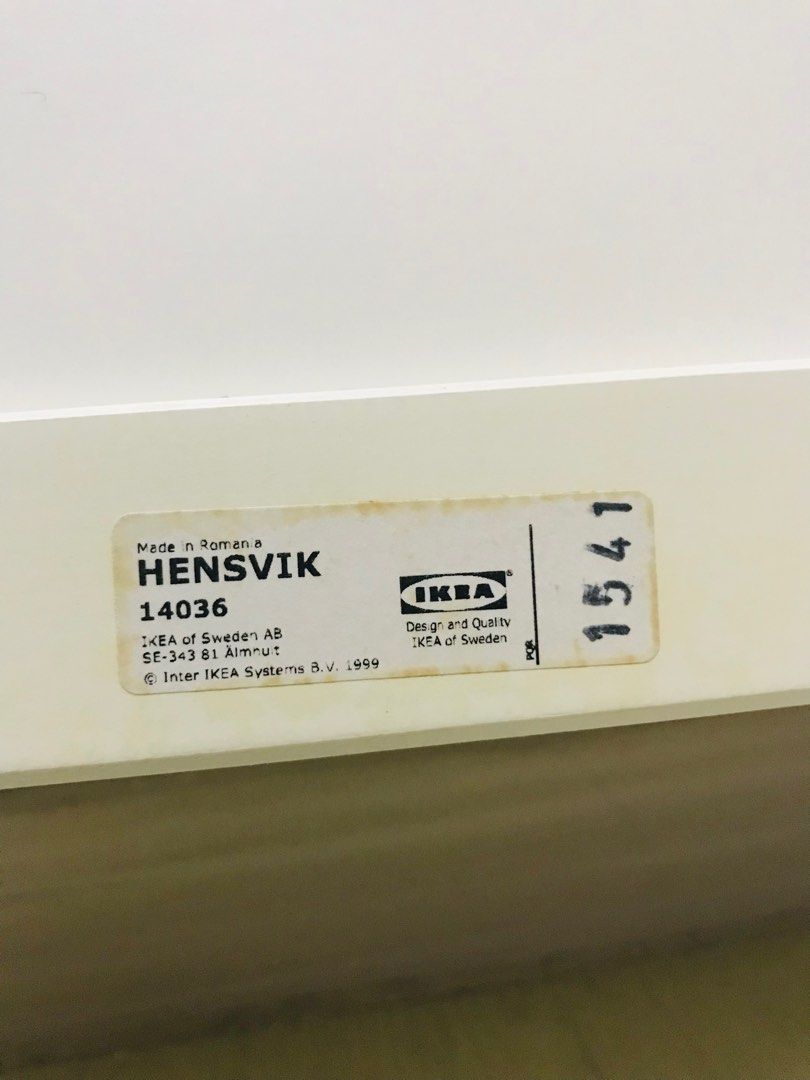 Made in Romania
HENSVIK
14036
IKEA of Sweden AB
SE-343 81 Älmhult
© Inter IKEA Systems B.V. 1999
IKEA®
Design and Quality
IKEA of Sweden
PQR
1541